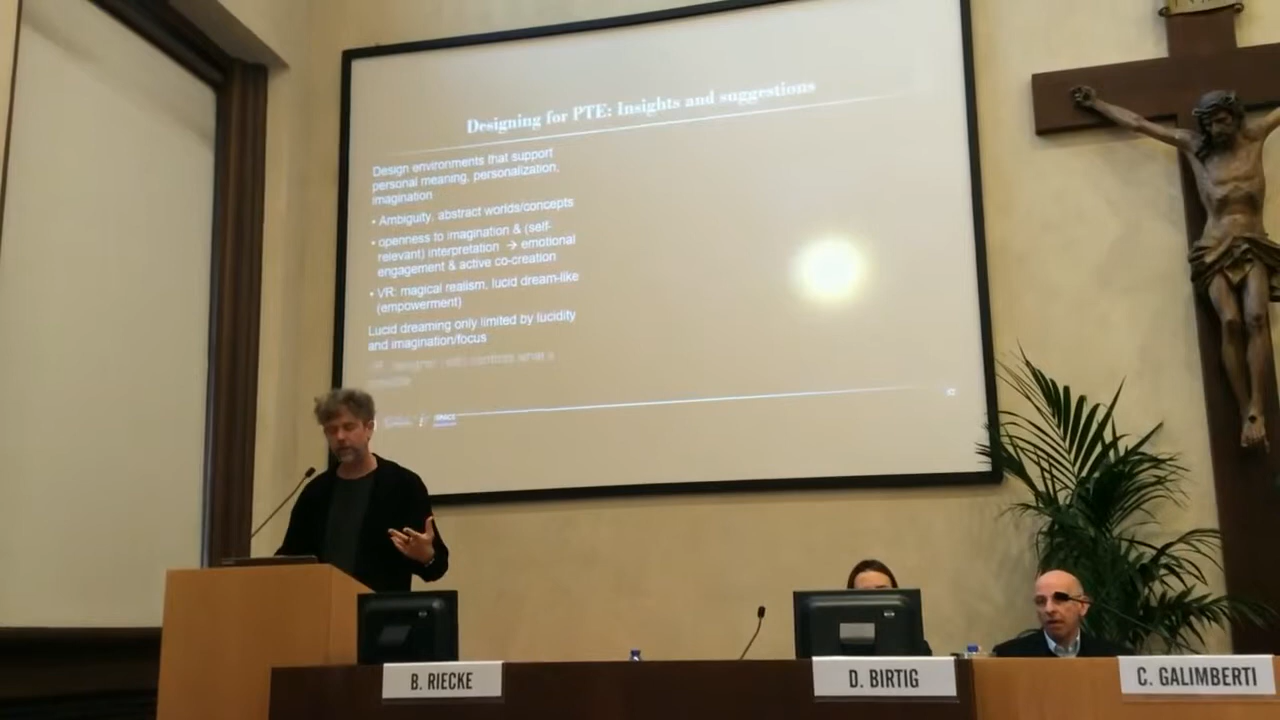 Designing for PTE: Insights and suggestions
Design environments that support
personal meaning, personalization,
imagination
• Ambiguity, abstract worlds/concepts
• openness to imagination & (self-
relevant) interpretation → emotional
engagement & active co-creation
• VR: magical realism, lucid dream-like
(empowerment)
Lucid dreaming only limited by lucidity
and imagination/focus
B. RIECKE
D. BIRTIG
C. GALIMBERTI